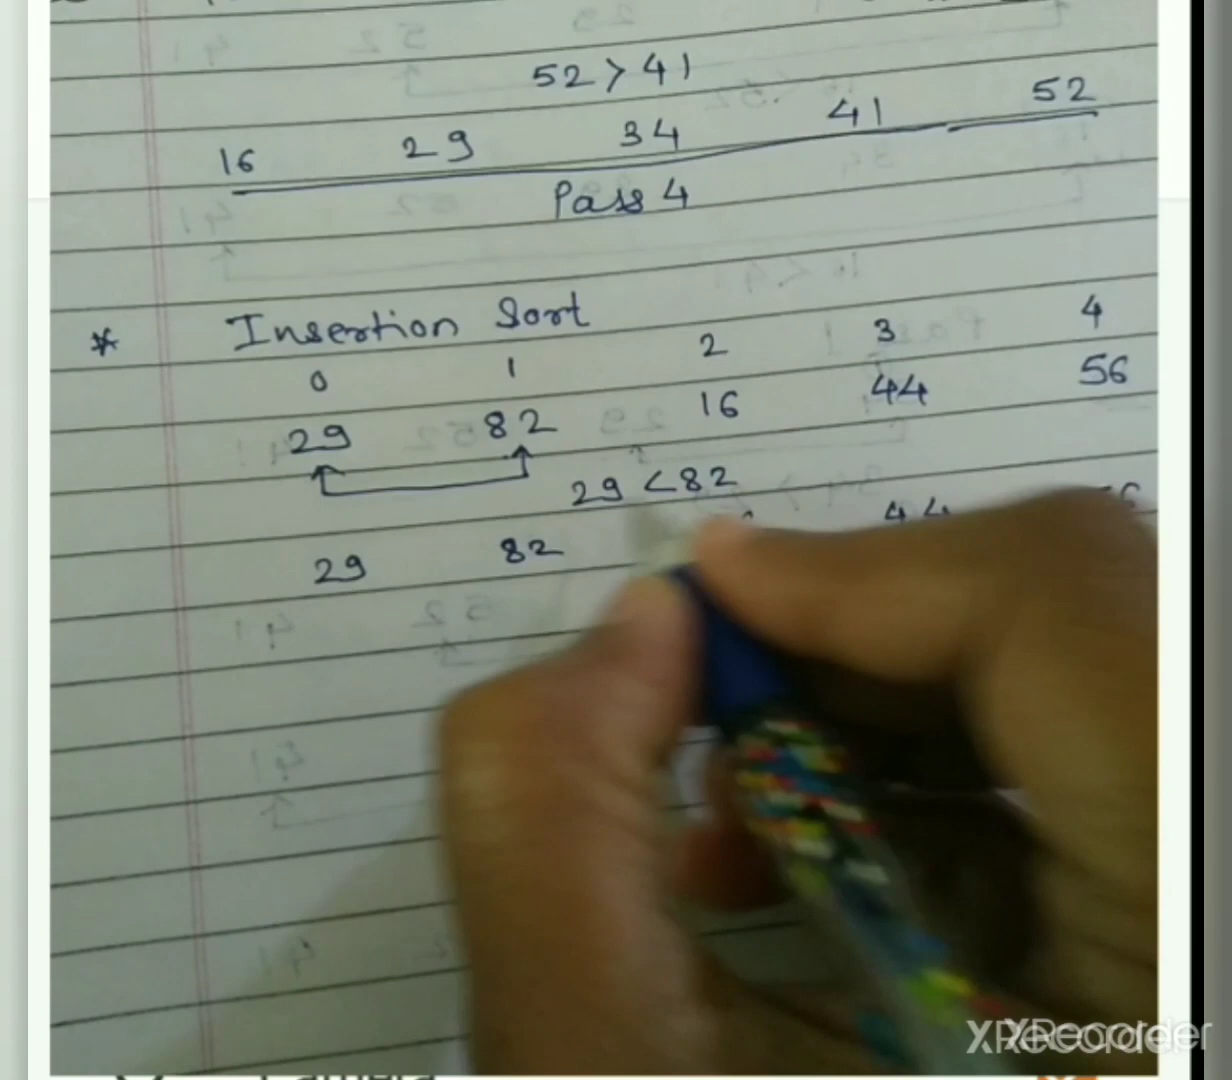 52 > 41
16 29 34 41 52
Pass 4
* Insertion Sort
0 1 2 3 4
29 82 16 44 56
29 < 82
29 82 44
XRecorder